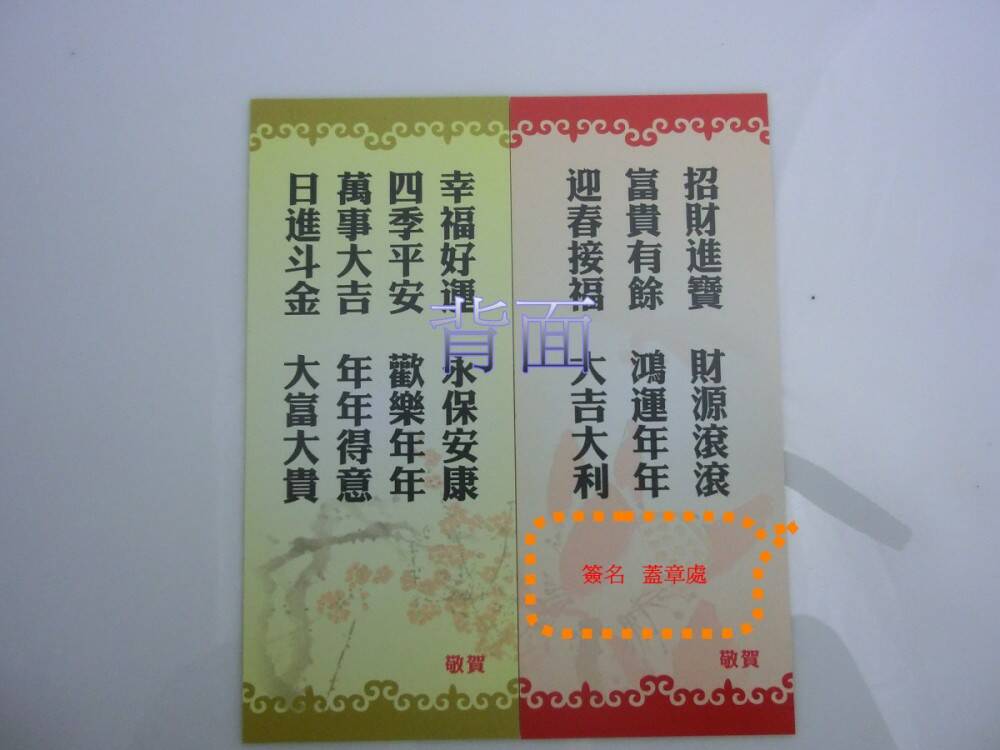 招財進寶 財源滾滾
富貴有餘 鴻運年年
迎春接福 大吉大利
簽名 蓋章處
敬賀
幸福好運 永保安康
四季平安 歡樂年年
萬事大吉 年年得意
日進斗金 大富大貴
敬賀
背面